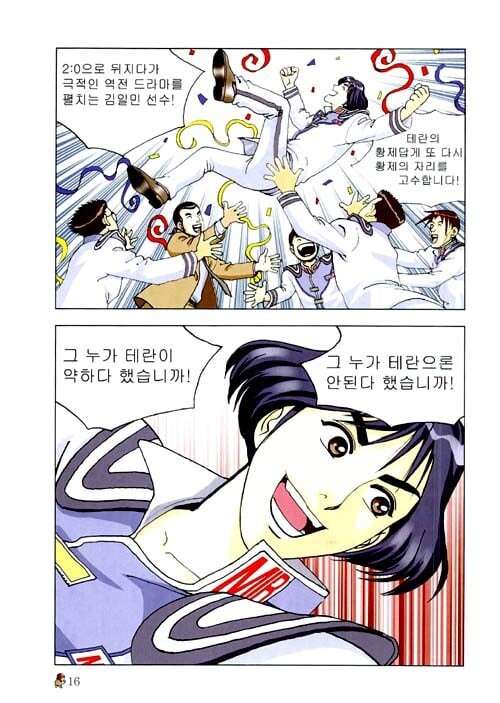 2:0으로 뒤지다가
극적인 역전 드라마를
펼치는 김일민 선수!
테란의
황제답게 또 다시
황제의 자리를
고수합니다!
그 누가 테란이
약하다 했습니까!
그 누가 테란으론
안된다 했습니까!
MR
16